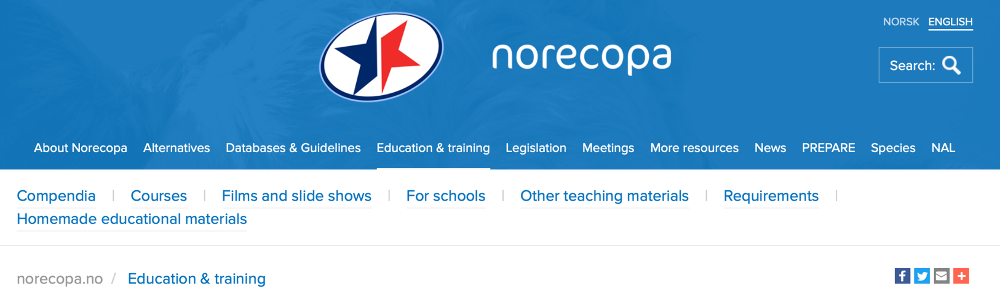 NORSK ENGLISH
norecopa
Search:
About Norecopa Alternatives Databases & Guidelines Education & training Legislation Meetings More resources News PREPARE Species NAL
Compendia | Courses | Films and slide shows | For schools | Other teaching materials | Requirements |
Homemade educational materials
norecopa.no / Education & training